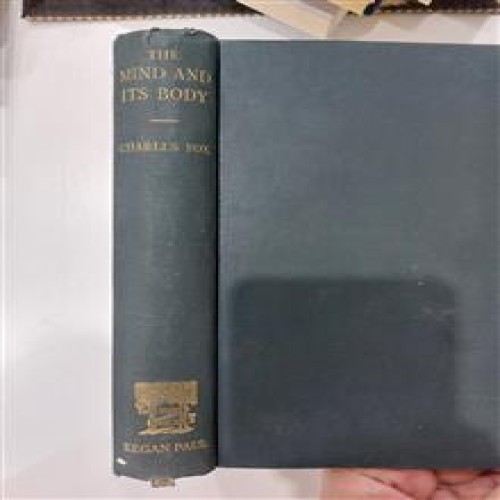 THE
MIND AND
ITS BODY
CHARLES FOX
KEGAN PAUL